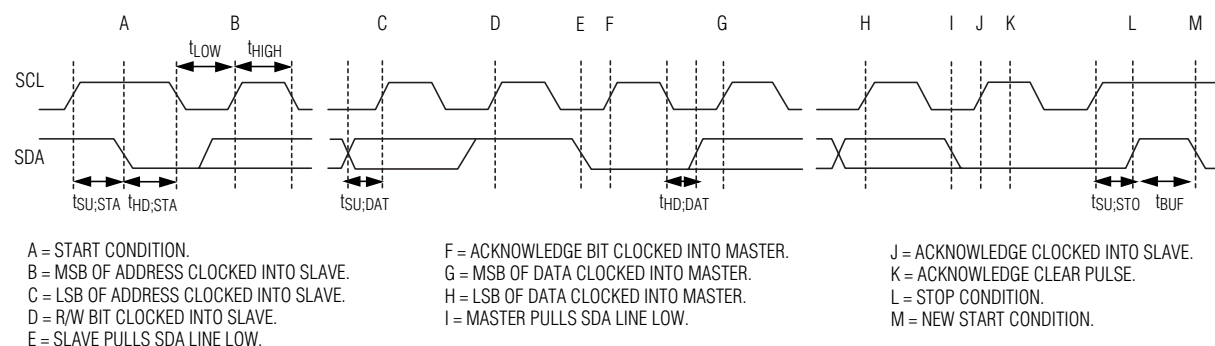 A B C D E F G H I J K L M
tLOW tHIGH
SCL
SDA
tSU;STA tHD;STA tSU;DAT tHD;DAT tSU;STO tBUF
A = START CONDITION.
B = MSB OF ADDRESS CLOCKED INTO SLAVE.
C = LSB OF ADDRESS CLOCKED INTO SLAVE.
D = R/W BIT CLOCKED INTO SLAVE.
E = SLAVE PULLS SDA LINE LOW.
F = ACKNOWLEDGE BIT CLOCKED INTO MASTER.
G = MSB OF DATA CLOCKED INTO MASTER.
H = LSB OF DATA CLOCKED INTO MASTER.
I = MASTER PULLS SDA LINE LOW.
J = ACKNOWLEDGE CLOCKED INTO SLAVE.
K = ACKNOWLEDGE CLEAR PULSE.
L = STOP CONDITION.
M = NEW START CONDITION.